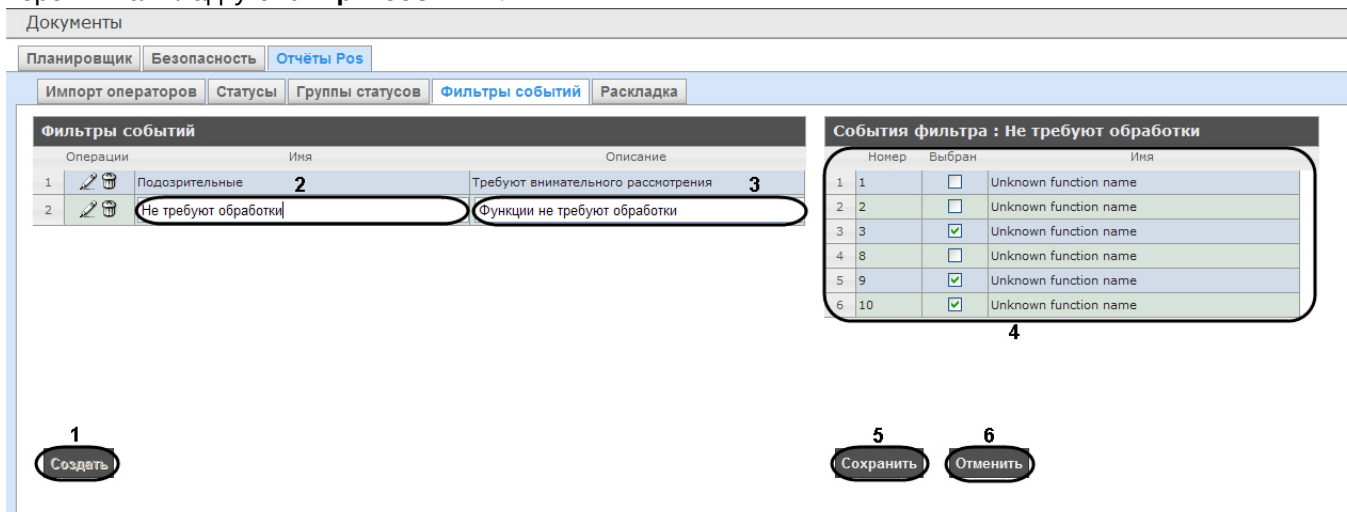 Документы
Планировщик Безопасность Отчёты Pos
Импорт операторов Статусы Группы статусов Фильтры событий Раскладка
Фильтры событий
Операции Имя Описание
1 Подозрительные 2 Требуют внимательного рассмотрения 3
2 Не требуют обработки Функции не требуют обработки
События фильтра : Не требуют обработки
Номер Выбран Имя
1 1 Unknown function name
2 2 Unknown function name
3 3 Unknown function name
4 8 Unknown function name
5 9 Unknown function name
6 10 Unknown function name
4
1 5 6
Создать Сохранить Отменить